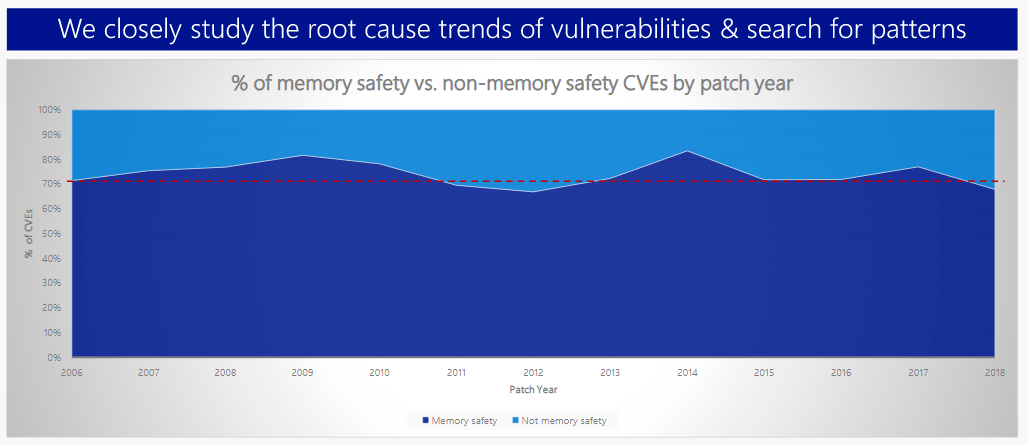 We closely study the root cause trends of vulnerabilities & search for patterns
% of memory safety vs. non-memory safety CVEs by patch year
100%
90%
80%
70%
60%
50%
40%
30%
20%
10%
0%
% of CVEs
2006 2007 2008 2009 2010 2011 2012 2013 2014 2015 2016 2017 2018
Patch Year
Memory safety Not memory safety